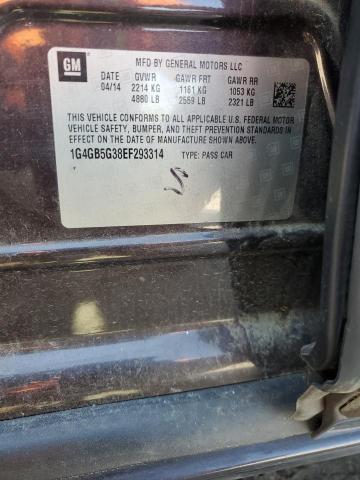 GM
MFD BY GENERAL MOTORS LLC
DATE GVWR GAWR FRT GAWR RR
04/14 2214 KG 1161 KG 1053 KG
4880 LB 2559 LB 2321 LB
THIS VEHICLE CONFORMS TO ALL APPLICABLE U.S. FEDERAL MOTOR
VEHICLE SAFETY, BUMPER, AND THEFT PREVENTION STANDARDS
IN EFFECT ON THE DATE OF MANUFACTURE SHOWN ABOVE.
1G4GB5G38EF293314 TYPE: PASS CAR